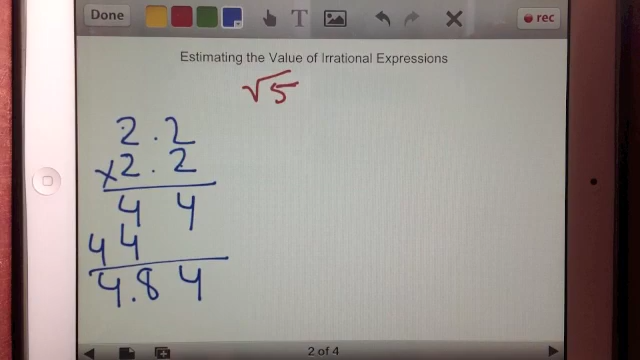 Done
T
rec
Estimating the Value of Irrational Expressions
√5
2.2
×2.2
4 4
4 4
4.8 4
2 of 4